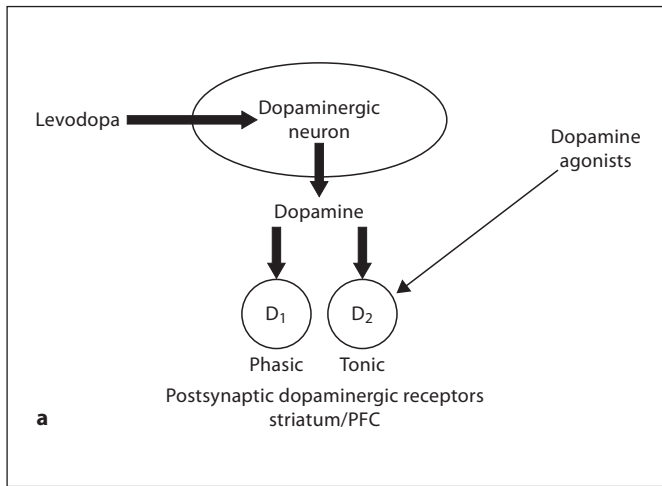 Levodopa
Dopaminergic
neuron
Dopamine
agonists
Dopamine
D₁
D₂
Phasic
Tonic
Postsynaptic dopaminergic receptors
striatum/PFC
a